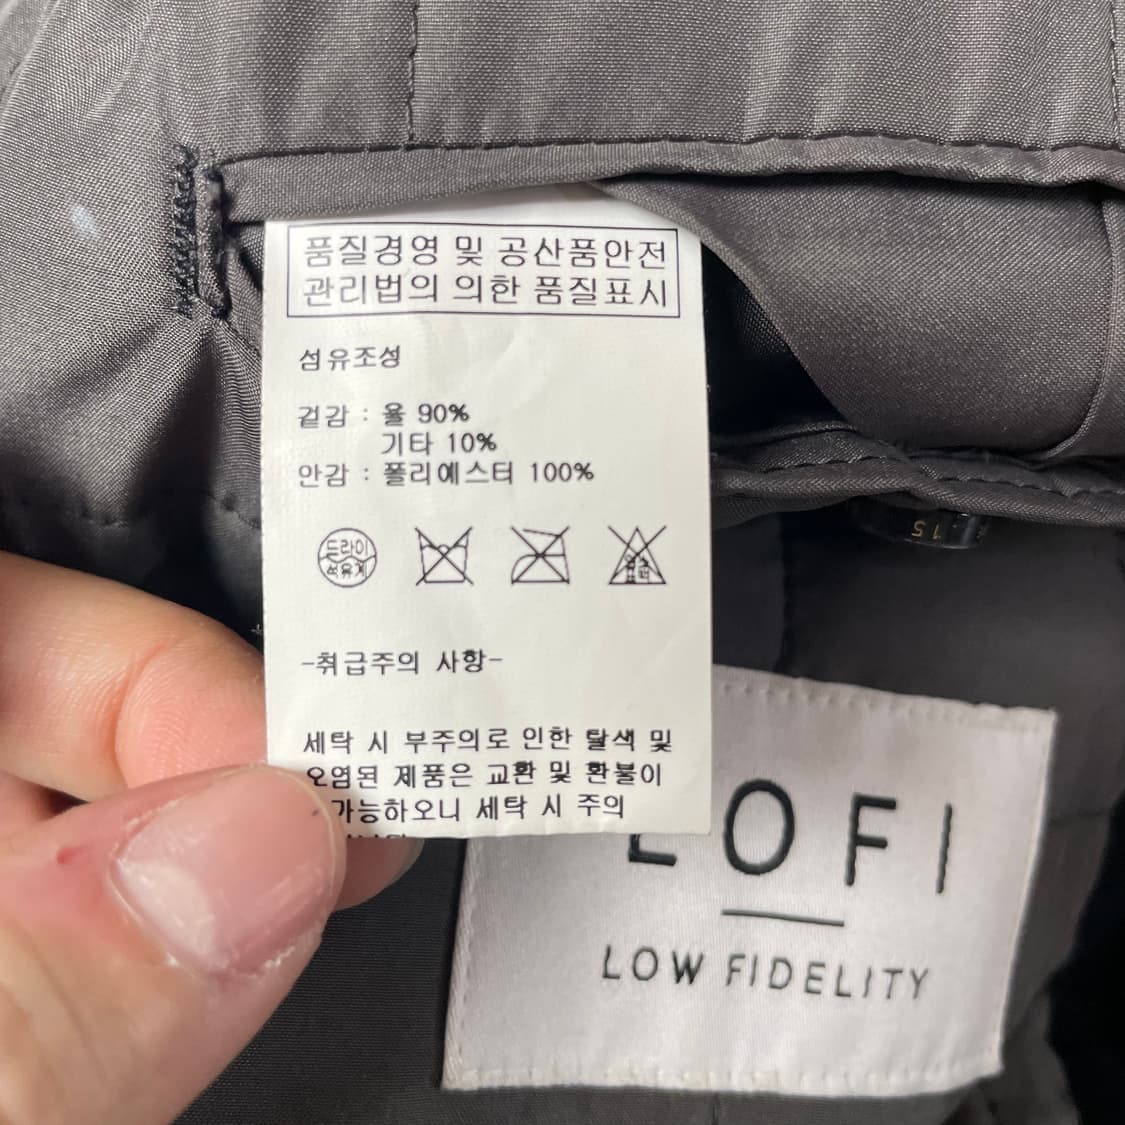 품질경영 및 공산품안전
관리법의 의한 품질표시
섬유조성
겉감 : 울 90%
기타 10%
안감 : 폴리에스터 100%
드라이
석유계
-취급주의 사항-
세탁 시 부주의로 인한 탈색 및
오염된 제품은 교환 및 환불이
가능하오니 세탁 시 주의
15
LOFI
LOW FIDELITY